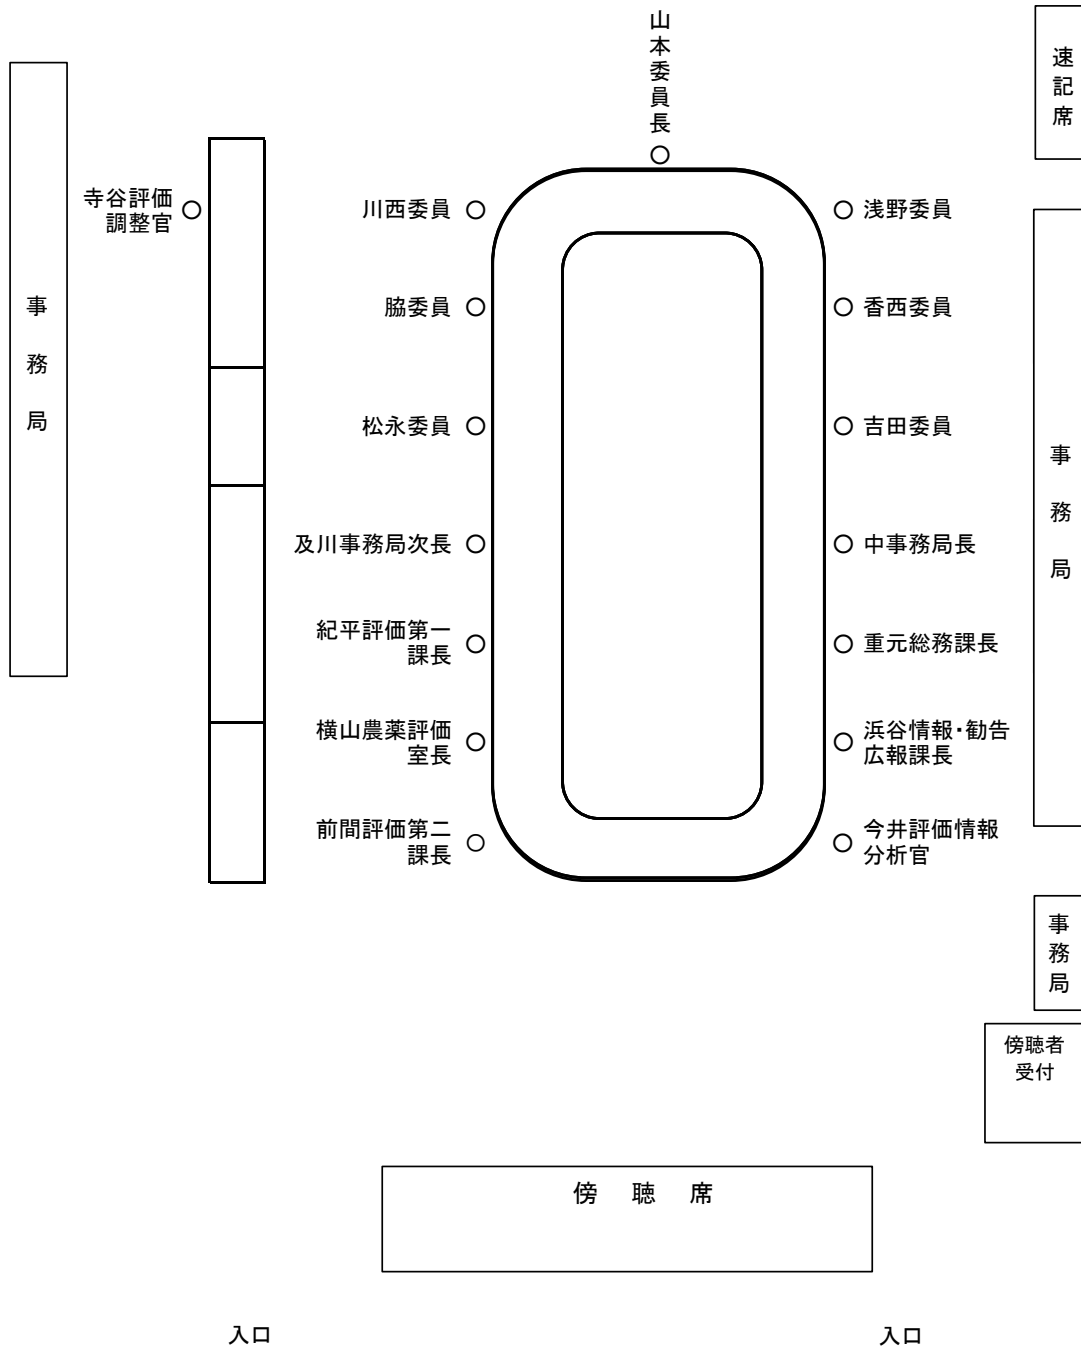 山本委員長
速記席
寺谷評価
調整官
川西委員
浅野委員
事務局
脇委員
香西委員
松永委員
吉田委員
事務局
及川事務局次長
中事務局長
紀平評価第一
課長
重元総務課長
横山農薬評価
室長
浜谷情報・勧告
広報課長
前間評価第二
課長
今井評価情報
分析官
事務局
傍聴者
受付
傍聴席
入口
入口